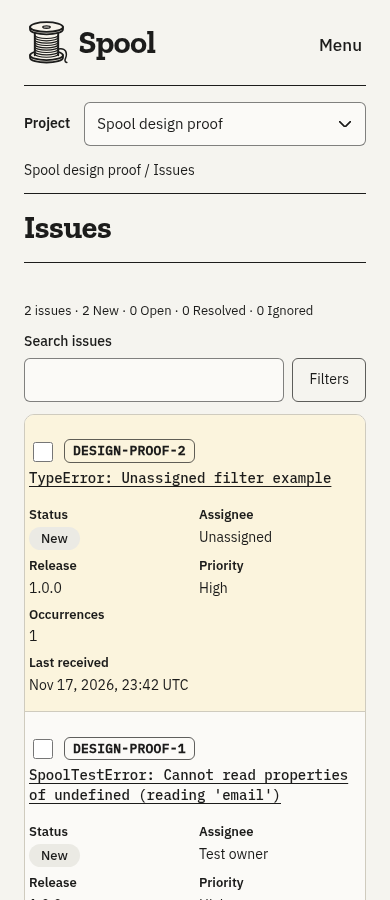 Spool
Menu
Project
Spool design proof
Spool design proof / Issues
Issues
2 issues · 2 New · 0 Open · 0 Resolved · 0 Ignored
Search issues
Filters
DESIGN-PROOF-2
TypeError: Unassigned filter example
Status
Assignee
New
Unassigned
Release
Priority
1.0.0
High
Occurrences
1
Last received
Nov 17, 2026, 23:42 UTC
DESIGN-PROOF-1
SpoolTestError: Cannot read properties
of undefined (reading 'email')
Status
Assignee
New
Test owner
Release
Priority